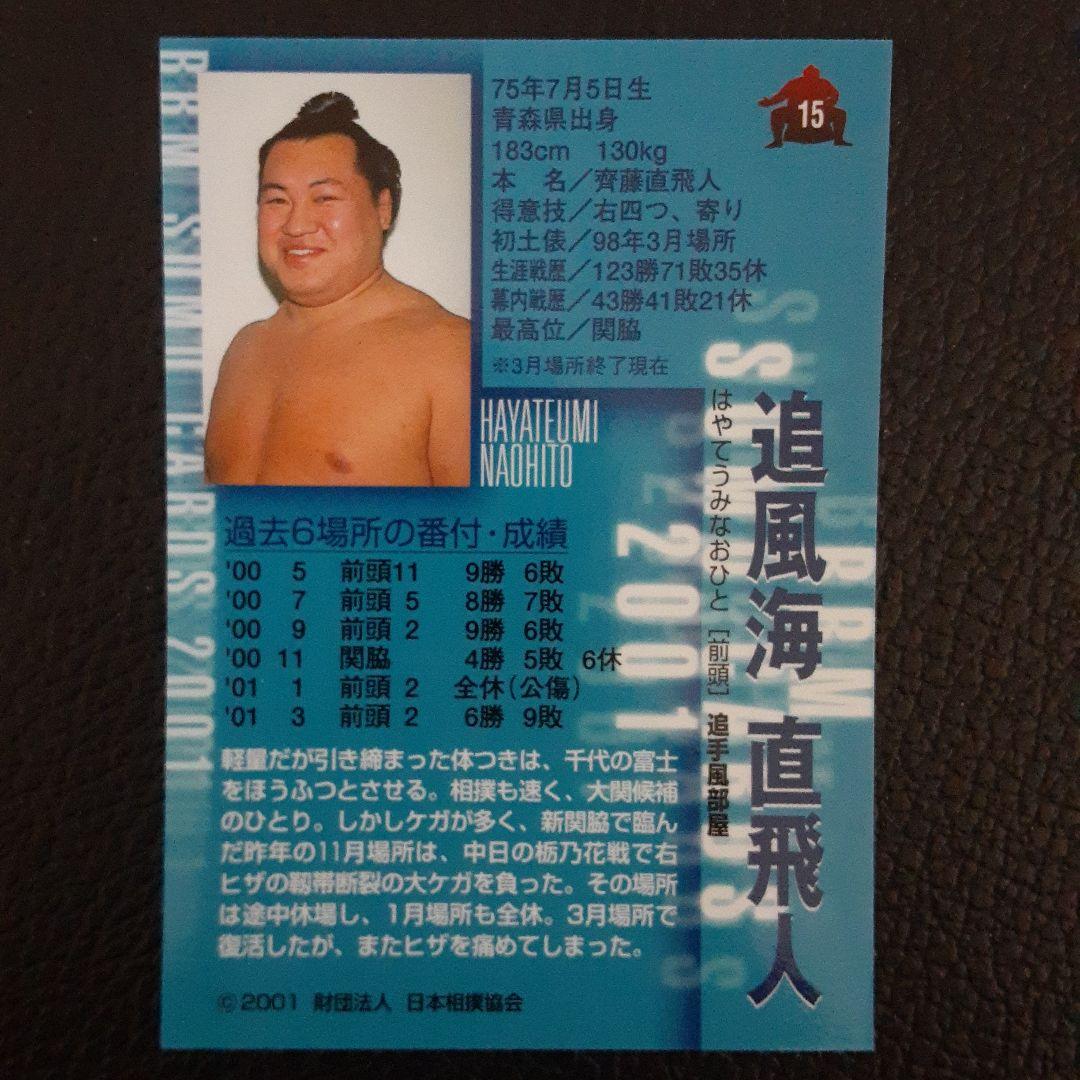 75年7月5日生
青森県出身
183cm 130kg
本 名／齊藤直飛人
得意技／右四つ、寄り
初土俵／98年3月場所
生涯戦歴／123勝71敗35休
幕内戦歴／43勝41敗21休
最高位／関脇
※3月場所終了現在
15
HAYATEUMI
NAOHITO
追風海 直飛人
はやてうみなおひと［前頭］追手風部屋
過去6場所の番付・成績
'00 5 前頭11 9勝 6敗
'00 7 前頭 5 8勝 7敗
'00 9 前頭 2 9勝 6敗
'00 11 関脇 4勝 5敗 6休
'01 1 前頭 2 全休（公傷）
'01 3 前頭 2 6勝 9敗
軽量だが引き締まった体つきは、千代の富士
をほうふつとさせる。相撲も速く、大関候補
のひとり。しかしケガが多く、新関脇で臨ん
だ昨年の11月場所は、中日の栃乃花戦で右
ヒザの靱帯断裂の大ケガを負った。その場所
は途中休場し、1月場所も全休。3月場所で
復活したが、またヒザを痛めてしまった。
©2001 財団法人 日本相撲協会
BBM SUMO CARDS 2001
2001
BBM